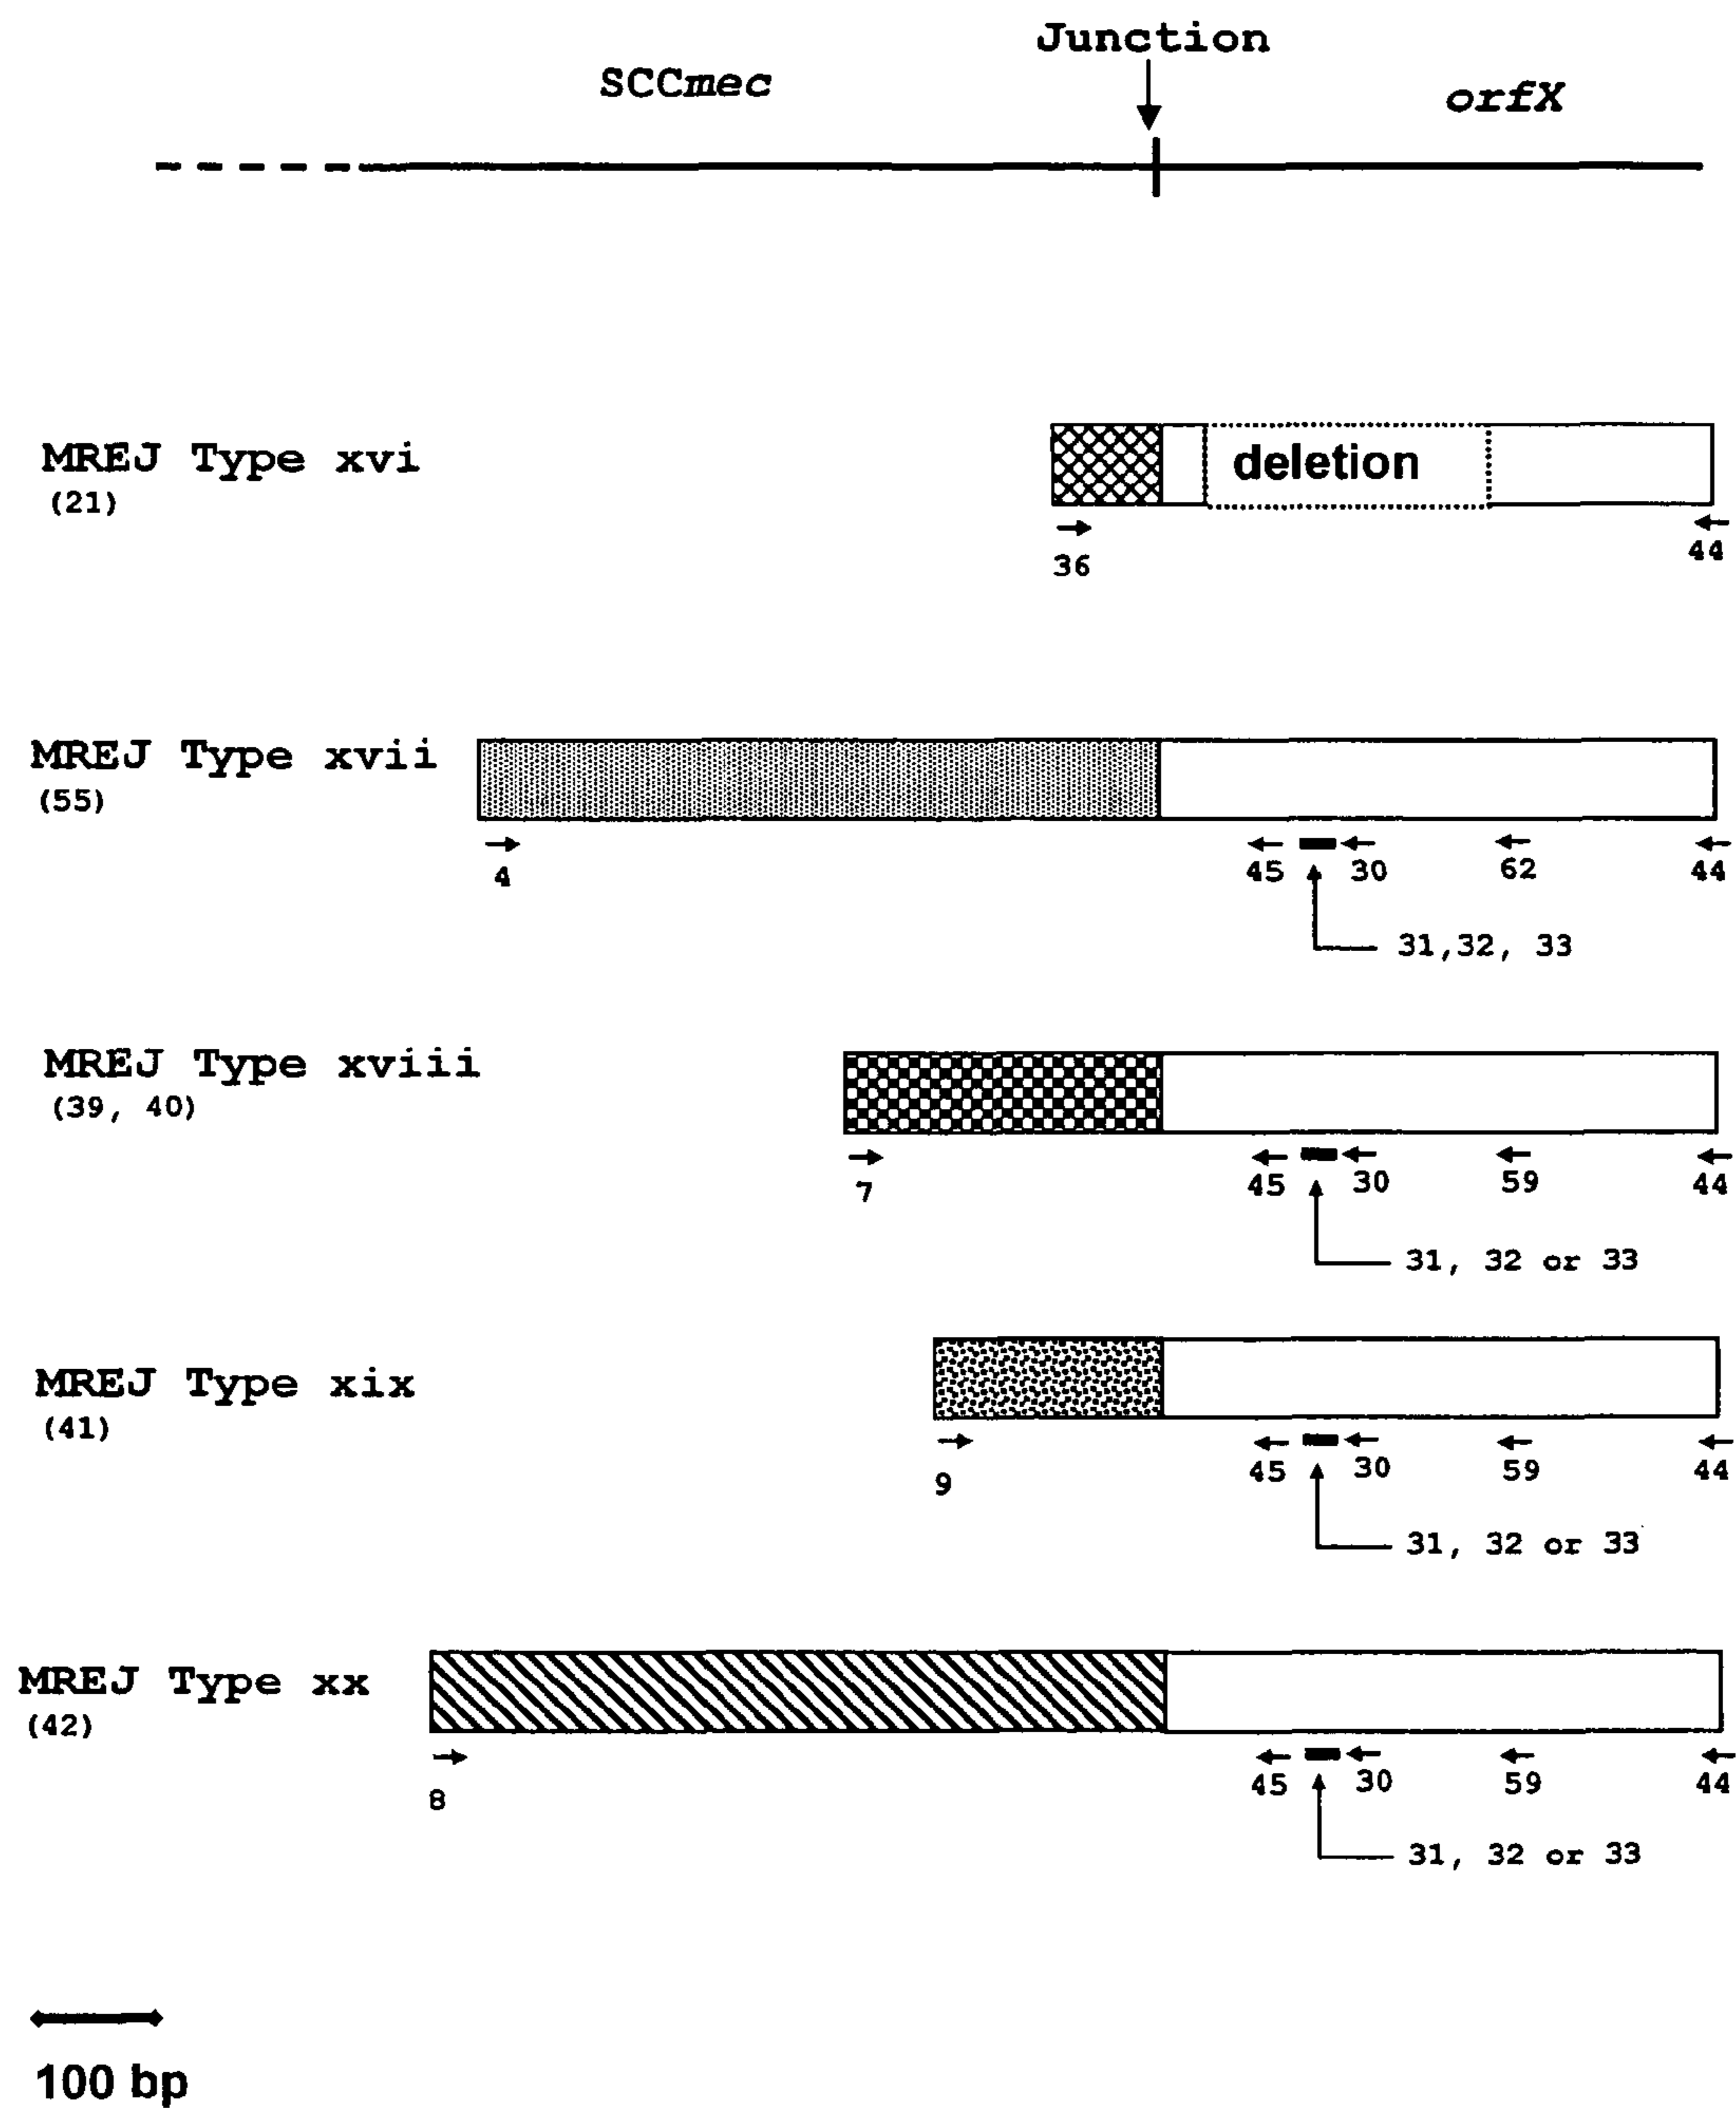 Junction
SCCmec
orfX
MREJ Type xvi
(21)
deletion
36
44
MREJ Type xvii
(55)
4
45 30 62 44
31,32, 33
MREJ Type xviii
(39, 40)
7
45 30 59 44
31, 32 or 33
MREJ Type xix
(41)
9
45 30 59 44
31, 32 or 33
MREJ Type xx
(42)
8
45 30 59 44
31, 32 or 33
100 bp